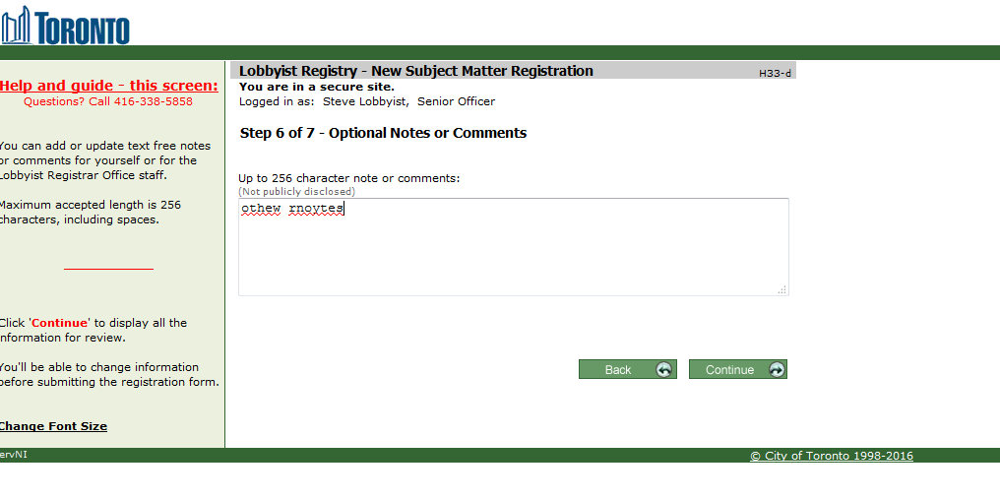 TORONTO
Help and guide - this screen:
Questions? Call 416-338-5858
You can add or update text free notes
or comments for yourself or for the
Lobbyist Registrar Office staff.
Maximum accepted length is 256
characters, including spaces.
Click 'Continue' to display all the
information for review.
You'll be able to change information
before submitting the registration form.
Change Font Size
Lobbyist Registry - New Subject Matter Registration H33-d
You are in a secure site.
Logged in as: Steve Lobbyist, Senior Officer
Step 6 of 7 - Optional Notes or Comments
Up to 256 character note or comments:
(Not publicly disclosed)
othew rnoytes
Back Continue
ervNI © City of Toronto 1998-2016